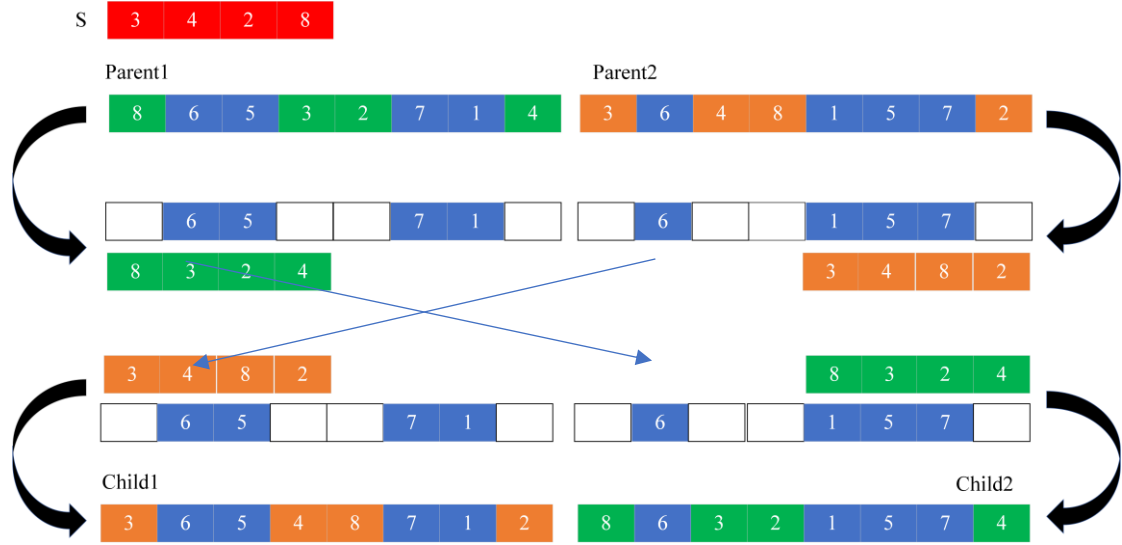 S 3 4 2 8
Parent1 Parent2
8 6 5 3 2 7 1 4 3 6 4 8 1 5 7 2
6 5 7 1 6 1 5 7
8 3 2 4 3 4 8 2
3 4 8 2 8 3 2 4
6 5 7 1 6 1 5 7
Child1 Child2
3 6 5 4 8 7 1 2 8 6 3 2 1 5 7 4